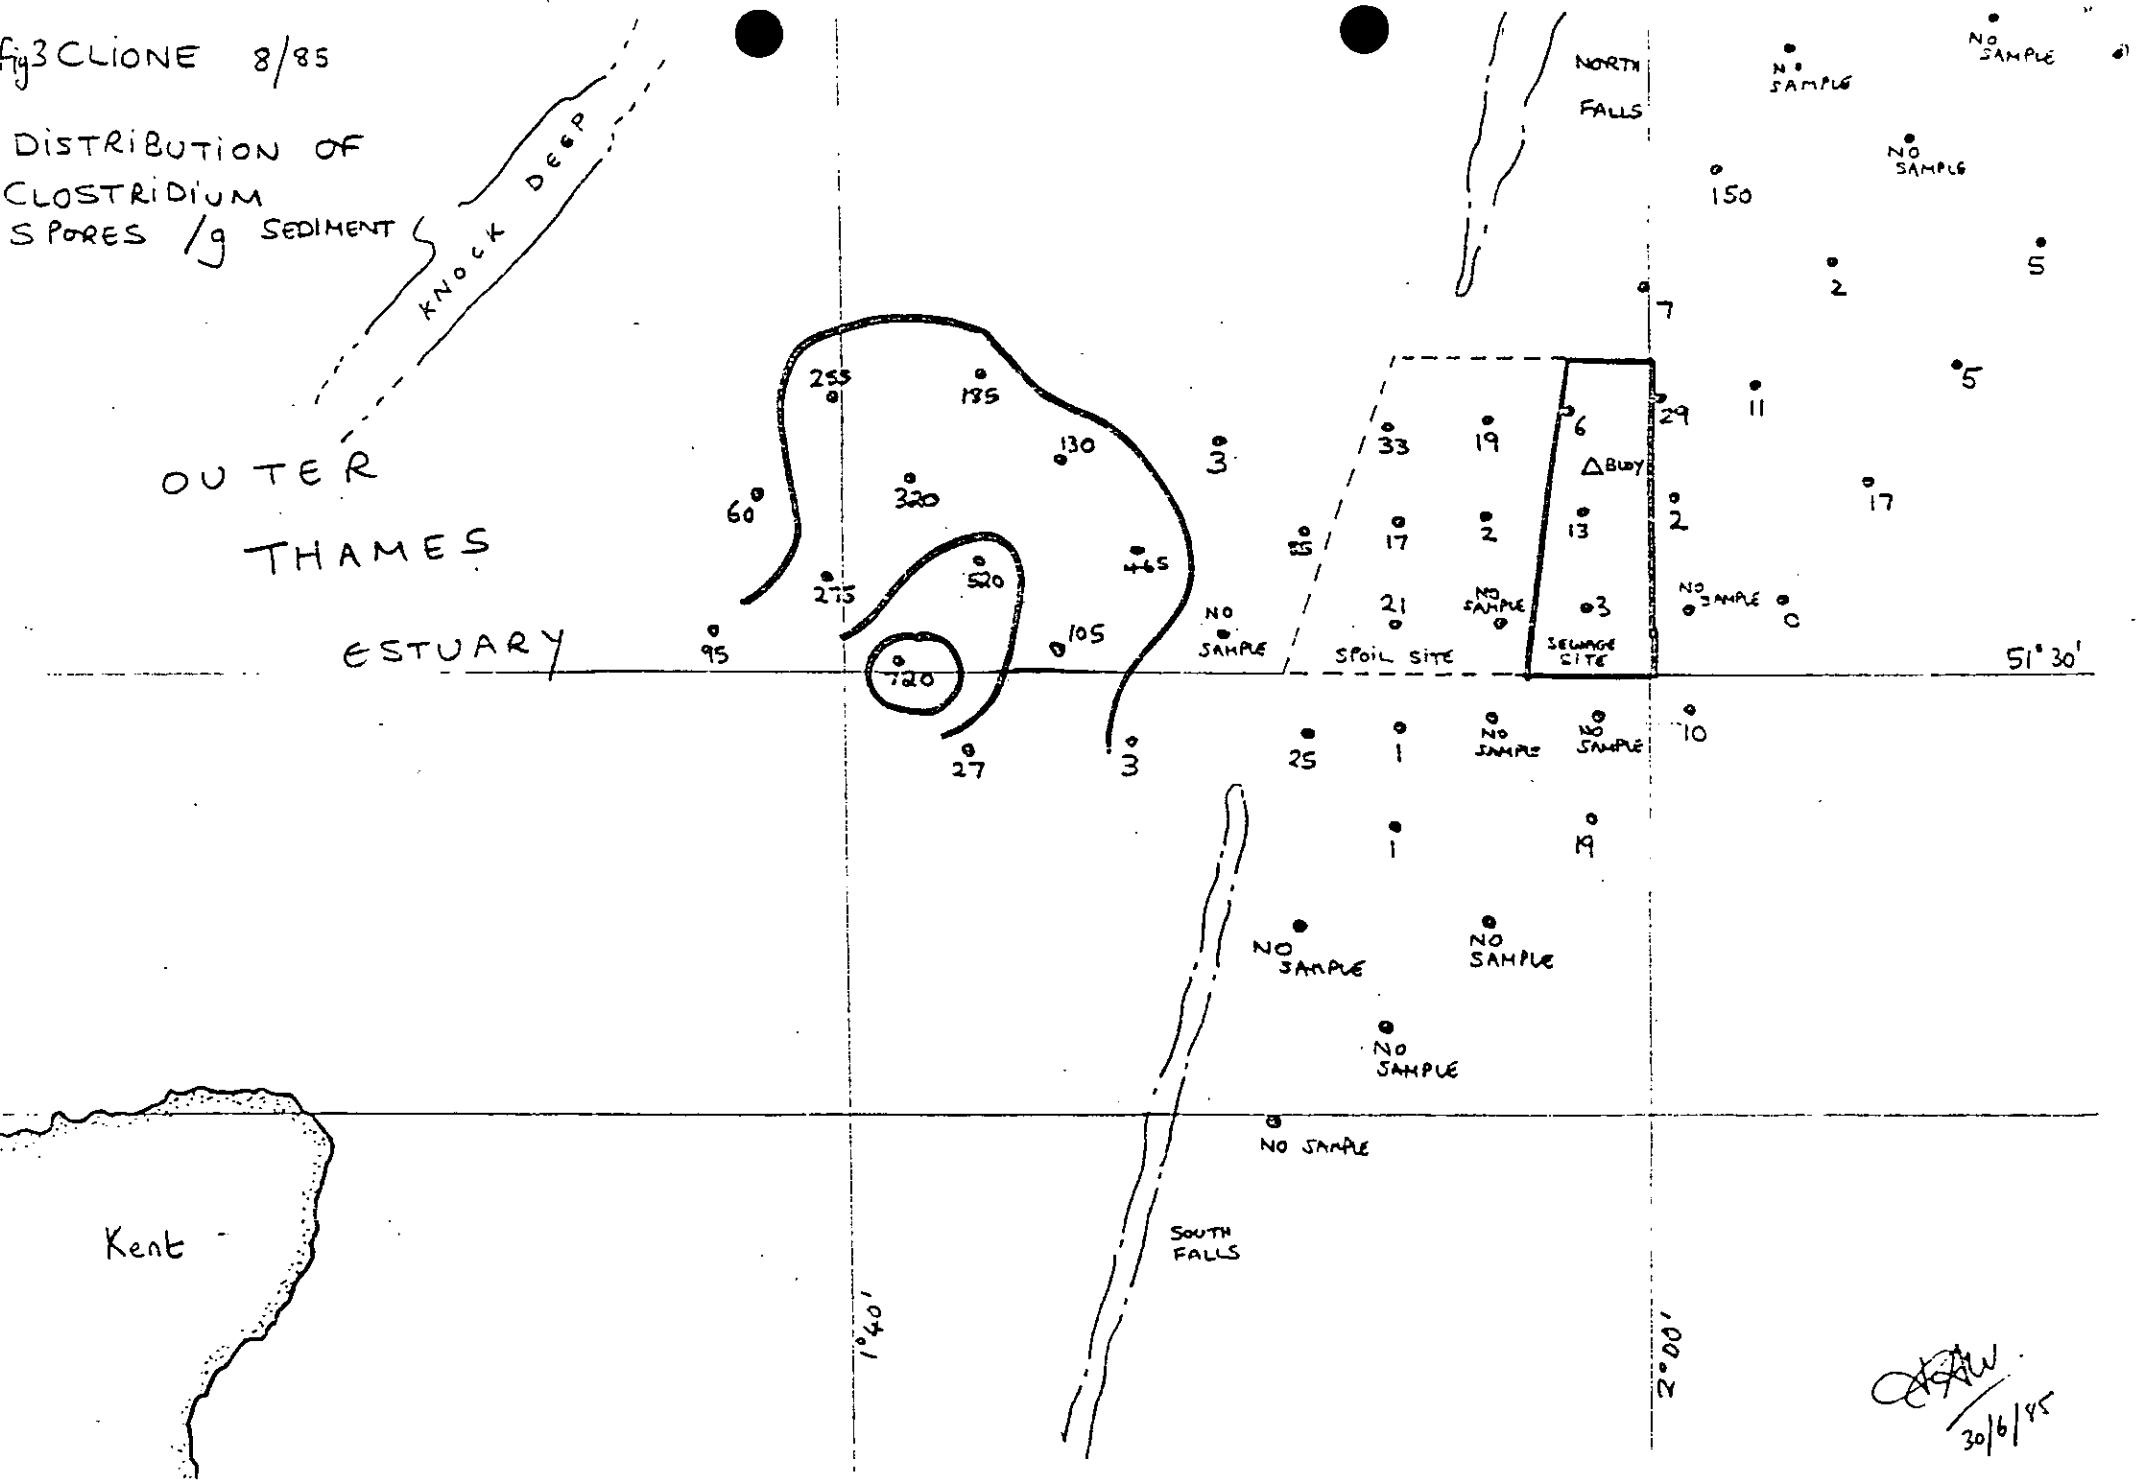 fig3 CLIONE 8/85
DISTRIBUTION OF
CLOSTRIDIUM
SPORES /g SEDIMENT
KNOCK DEEP
OUTER
THAMES
ESTUARY
NORTH
FALLS
NO
SAMPLE
NO
SAMPLE
NO
SAMPLE
150
5
2
7
5
11
29
17
2
255
185
130
3
60
320
275
520
465
95
720
105
NO
SAMPLE
27
3
33
19
6
BUOY
17
2
13
21
NO
SAMPLE
3
NO SAMPLE
0
SPOIL SITE
SEWAGE
SITE
51°30'
25
1
NO
SAMPLE
NO
SAMPLE
10
1
19
NO
SAMPLE
NO
SAMPLE
NO
SAMPLE
NO SAMPLE
Kent
SOUTH
FALLS
1°40'
2°00'
30/6/85